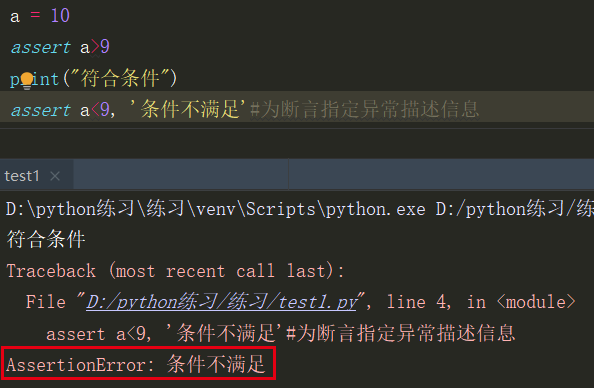 a = 10
assert a>9
print("符合条件")
assert a<9, '条件不满足'#为断言指定异常描述信息
test1 ×
D:\python练习\练习\venv\Scripts\python.exe D:/python练习/练
符合条件
Traceback (most recent call last):
File "D:/python练习/练习/test1.py", line 4, in <module>
assert a<9, '条件不满足'#为断言指定异常描述信息
AssertionError: 条件不满足